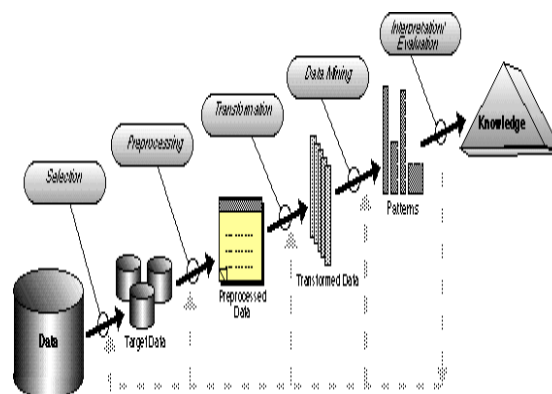 Interpretation/
Evaluation
Data Mining
Transformation
Preprocessing
Selection
Knowledge
Patterns
Transformed Data
Preprocessed
Data
Target Data
Data